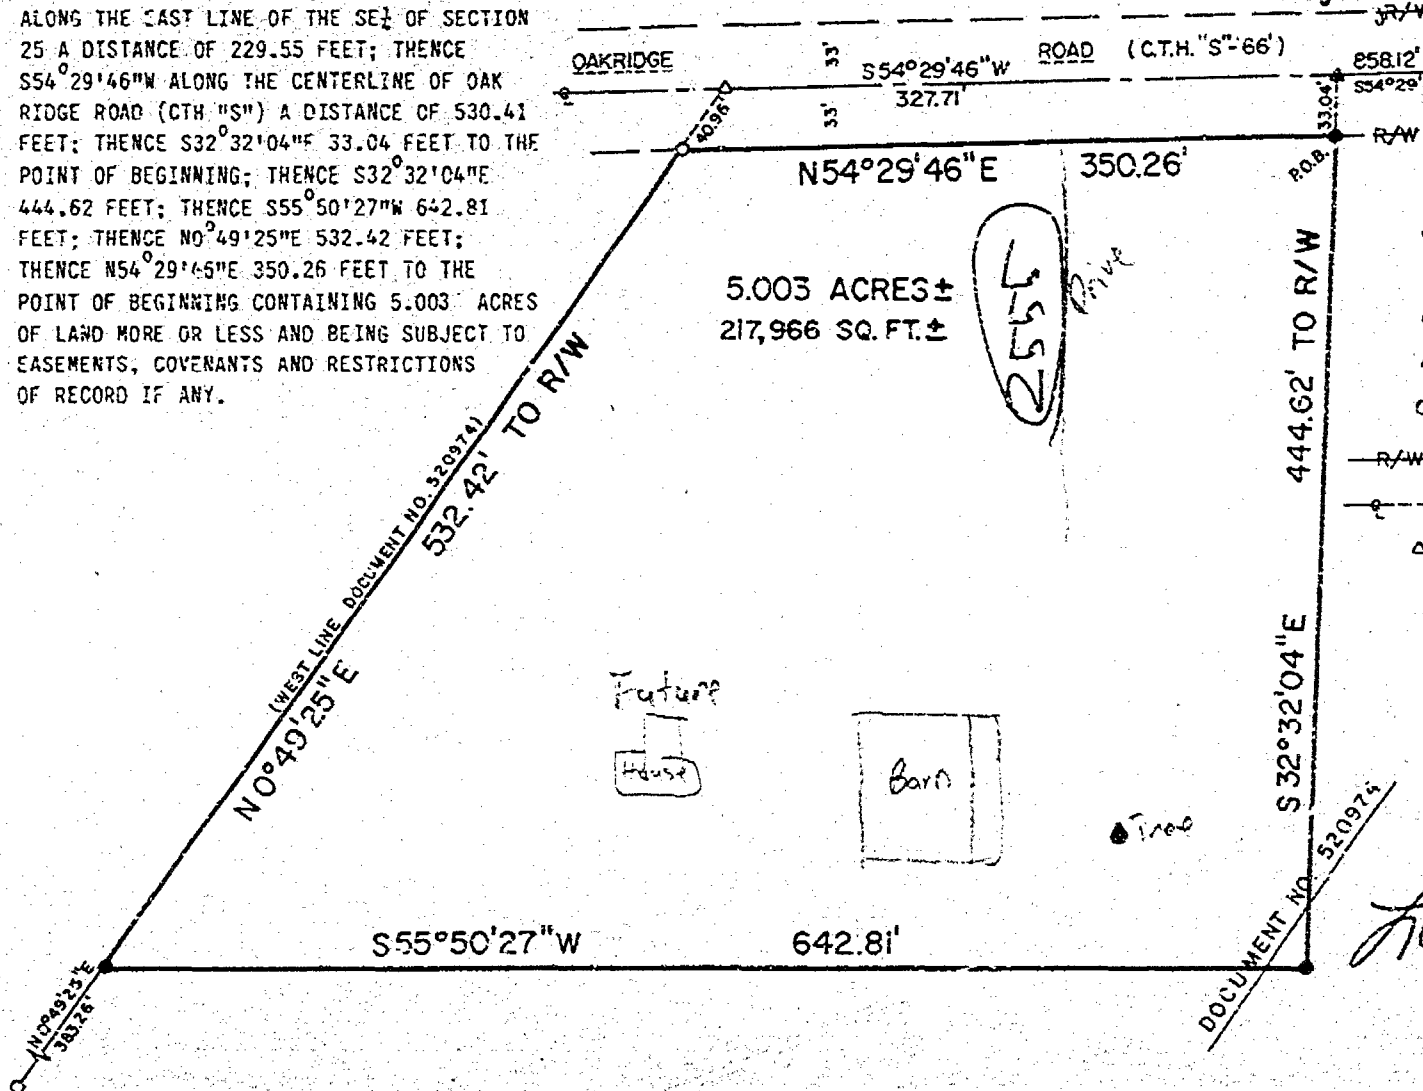 ALONG THE EAST LINE OF THE SE¼ OF SECTION
25 A DISTANCE OF 229.55 FEET; THENCE
S54°29'46"W ALONG THE CENTERLINE OF OAK
RIDGE ROAD (CTH "S") A DISTANCE OF 530.41
FEET; THENCE S32°32'04"E 33.04 FEET TO THE
POINT OF BEGINNING; THENCE S32°32'04"E
444.62 FEET; THENCE S55°50'27"W 642.81
FEET; THENCE N0°49'25"E 532.42 FEET;
THENCE N54°29'46"E 350.26 FEET TO THE
POINT OF BEGINNING CONTAINING 5.003 ACRES
OF LAND MORE OR LESS AND BEING SUBJECT TO
EASEMENTS, COVENANTS AND RESTRICTIONS
OF RECORD IF ANY.
R/W
OAKRIDGE ROAD (C.T.H. "S"-66')
33'
S54°29'46"W
327.71'
33'
858.12'
S54°29'
40.96'
33.04'
R/W
P.O.B.
N54°29'46"E 350.26'
5.003 ACRES±
217,966 SQ. FT.±
Drive
444.62' TO R/W
S32°32'04"E
R/W
(WEST LINE DOCUMENT NO. 520974)
532.42' TO R/W
N0°49'25"E
Future
House
Barn
Tree
DOCUMENT NO. 520974
S55°50'27"W 642.81'
(N0°49'25"E
383.26'